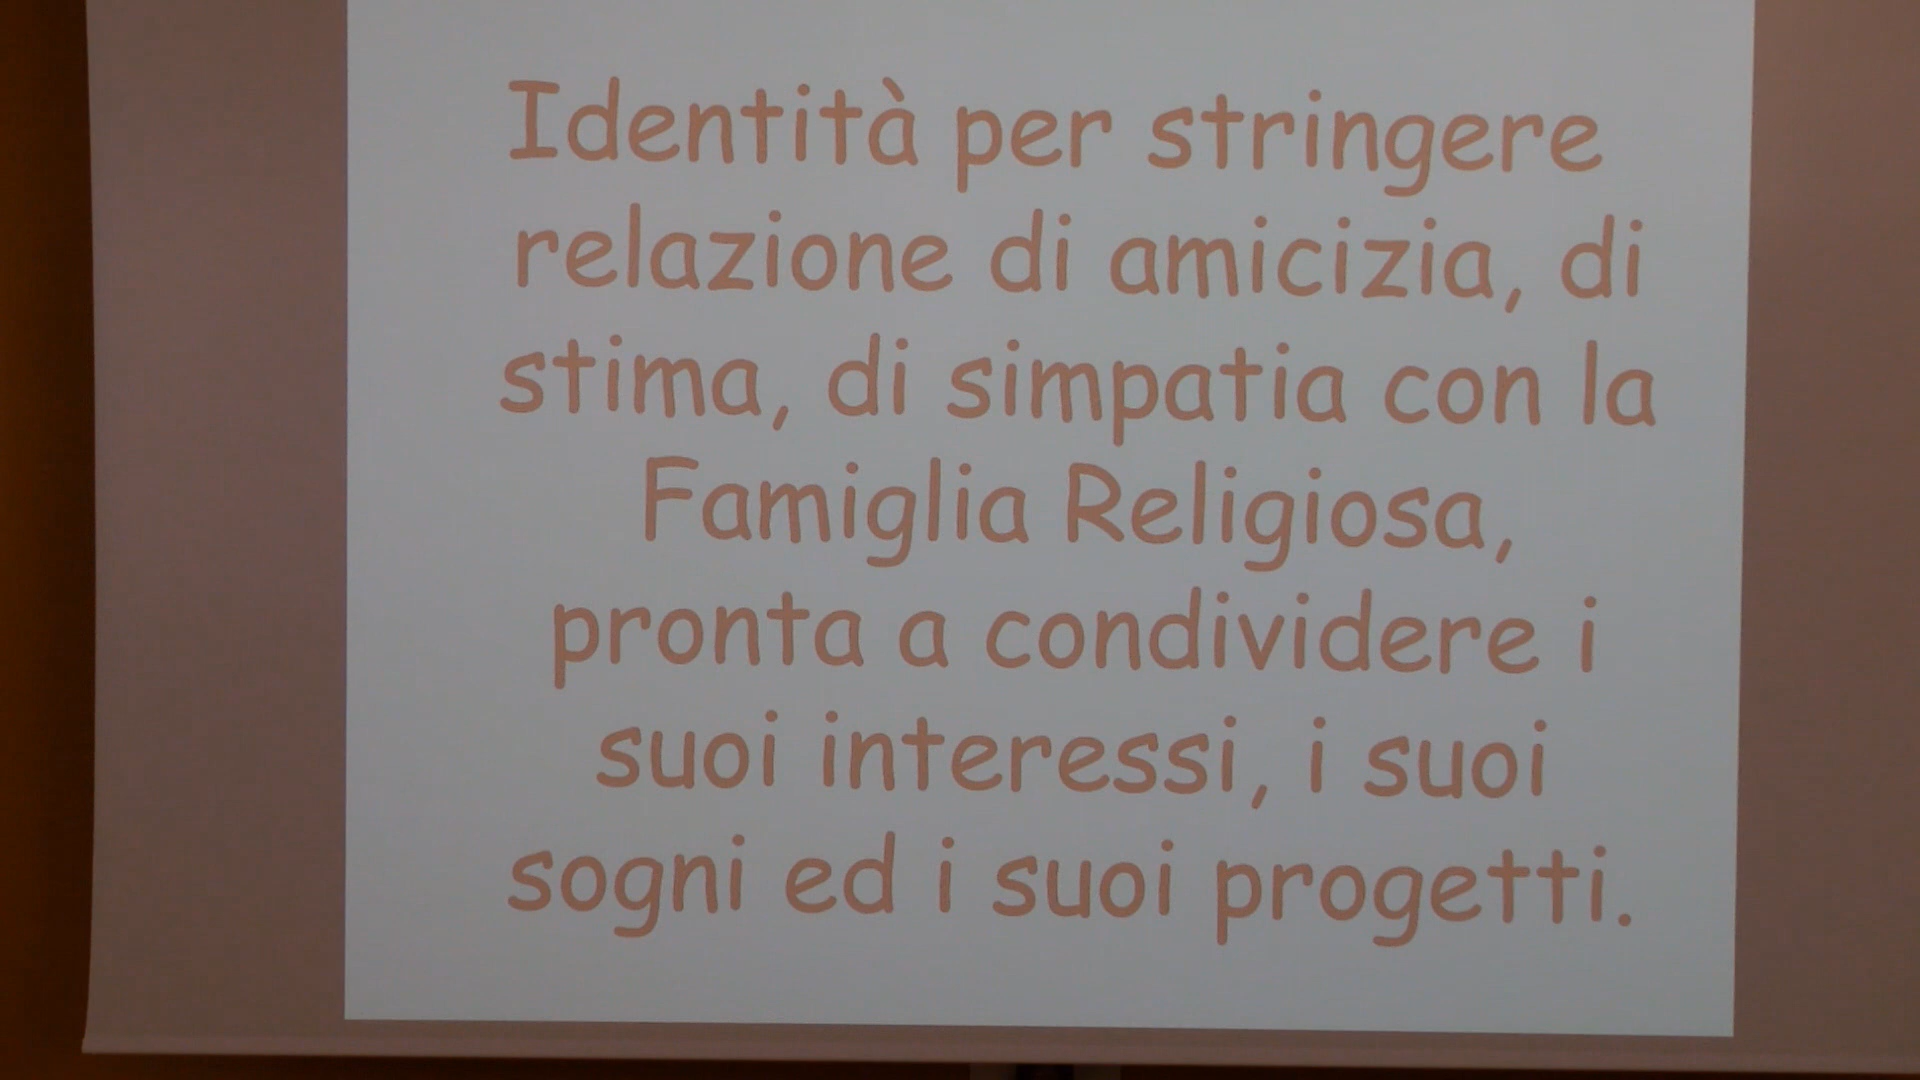 Identità per stringere
relazione di amicizia, di
stima, di simpatia con la
Famiglia Religiosa,
pronta a condividere i
suoi interessi, i suoi
sogni ed i suoi progetti.